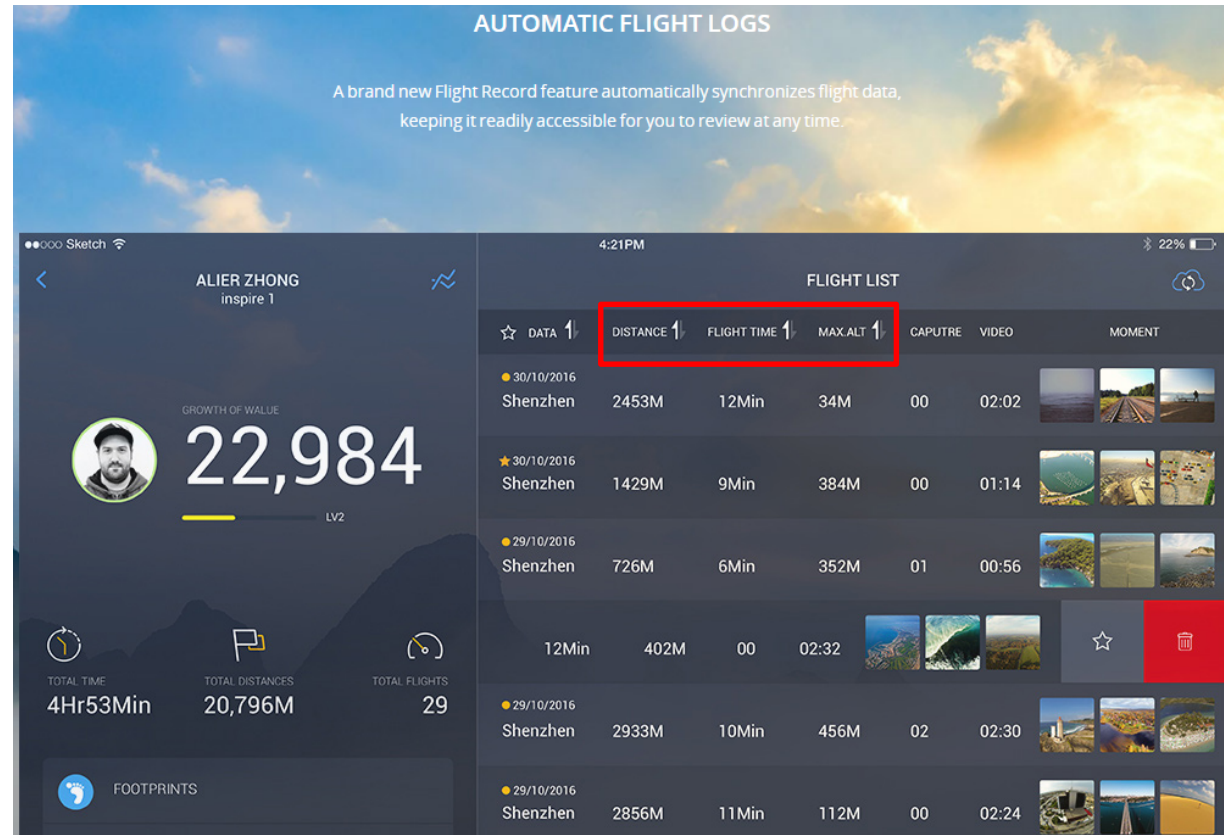 AUTOMATIC FLIGHT LOGS
A brand new Flight Record feature automatically synchronizes flight data,
keeping it readily accessible for you to review at any time.
Sketch 4:21PM 22%
ALIER ZHONG
inspire 1
GROWTH OF WALUE
22,984
LV2
TOTAL TIME TOTAL DISTANCES TOTAL FLIGHTS
4Hr53Min 20,796M 29
FOOTPRINTS
FLIGHT LIST
DATA DISTANCE FLIGHT TIME MAX.ALT CAPUTRE VIDEO MOMENT
30/10/2016
Shenzhen 2453M 12Min 34M 00 02:02
30/10/2016
Shenzhen 1429M 9Min 384M 00 01:14
29/10/2016
Shenzhen 726M 6Min 352M 01 00:56
12Min 402M 00 02:32
29/10/2016
Shenzhen 2933M 10Min 456M 02 02:30
29/10/2016
Shenzhen 2856M 11Min 112M 00 02:24